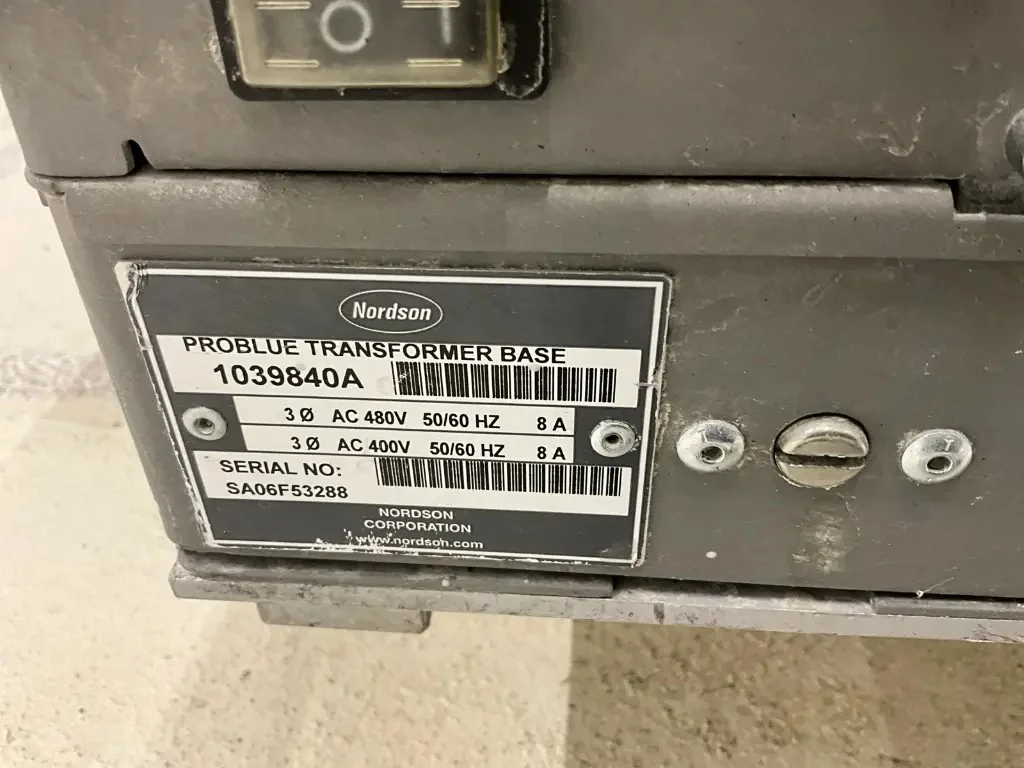 Nordson
PROBLUE TRANSFORMER BASE
1039840A
3 Ø AC 480V 50/60 HZ 8 A
3 Ø AC 400V 50/60 HZ 8 A
SERIAL NO:
SA06F53288
NORDSON
CORPORATION
www.nordson.com